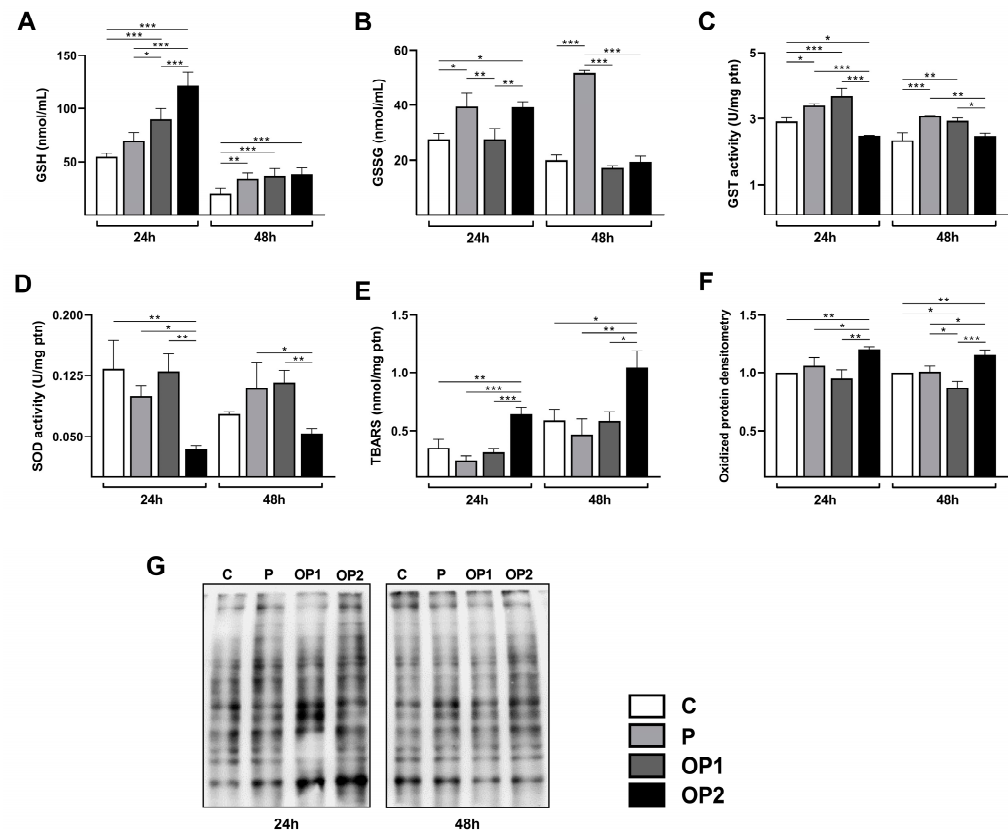 A
***
***
***
*
***
150
100
50
GSH (nmol/mL)
***
***
**
24h
48h
B
*
*
**
**
60
40
20
GSSG (nmol/mL)
***
***
***
24h
48h
C
*
***
*
***
***
5
3
1
GST activity (U/mg ptn)
**
***
**
*
24h
48h
D
**
*
**
0.200
0.125
0.050
SOD activity (U/mg ptn)
*
**
24h
48h
E
**
***
***
1.5
1.0
0.5
TBARS (nmol/mg ptn)
*
**
*
24h
48h
F
**
*
**
1.5
1.0
0.5
Oxidized protein densitometry
**
*
*
*
***
24h
48h
G
C P OP1 OP2
C P OP1 OP2
24h
48h
C
P
OP1
OP2